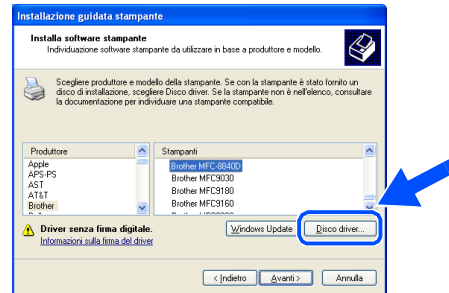 Installazione guidata stampante
Installa software stampante
Individuazione software stampante da utilizzare in base a produttore e modello.
Scegliere produttore e modello della stampante. Se con la stampante è stato fornito un
disco di installazione, scegliere Disco driver. Se la stampante non è nell'elenco, consultare
la documentazione per individuare una stampante compatibile.
Produttore
Apple
APS-PS
AST
AT&T
Brother
Stampanti
Brother MFC-8840D
Brother MFC9030
Brother MFC9180
Brother MFC9160
Driver senza firma digitale.
Informazioni sulla firma del driver
Windows Update
Disco driver...
< Indietro
Avanti >
Annulla